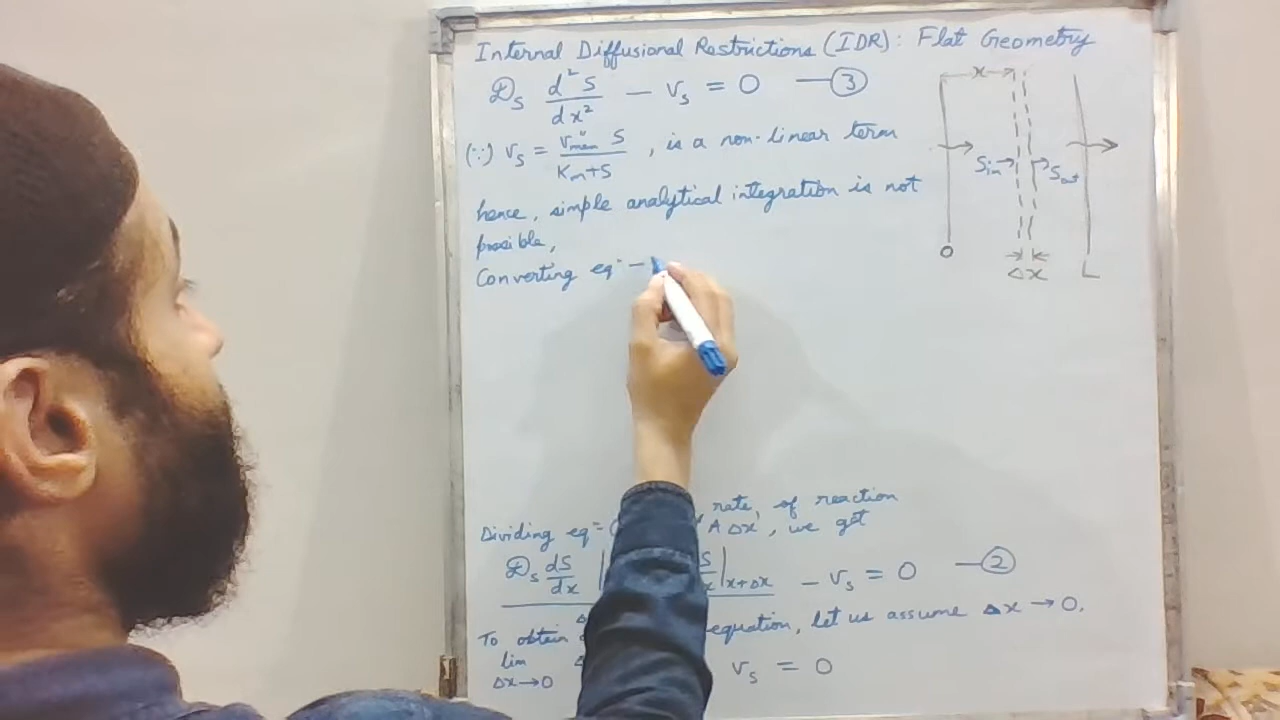 Internal Diffusional Restrictions (IDR): Flat Geometry
𝔇s d²S/dx² − vs = 0 —③
(∵) vs = vmax'' S / Km+S , is a non-linear term
hence, simple analytical integration is not
possible,
Converting eqⁿ −
x
Sin
Sout
0
Δx
L
rate, of reaction
Dividing eqⁿ A Δx , we get
𝔇s dS/dx | S/x |x+Δx − vs = 0 —②
To obtain equation, let us assume Δx → 0.
lim Δx→0 vs = 0